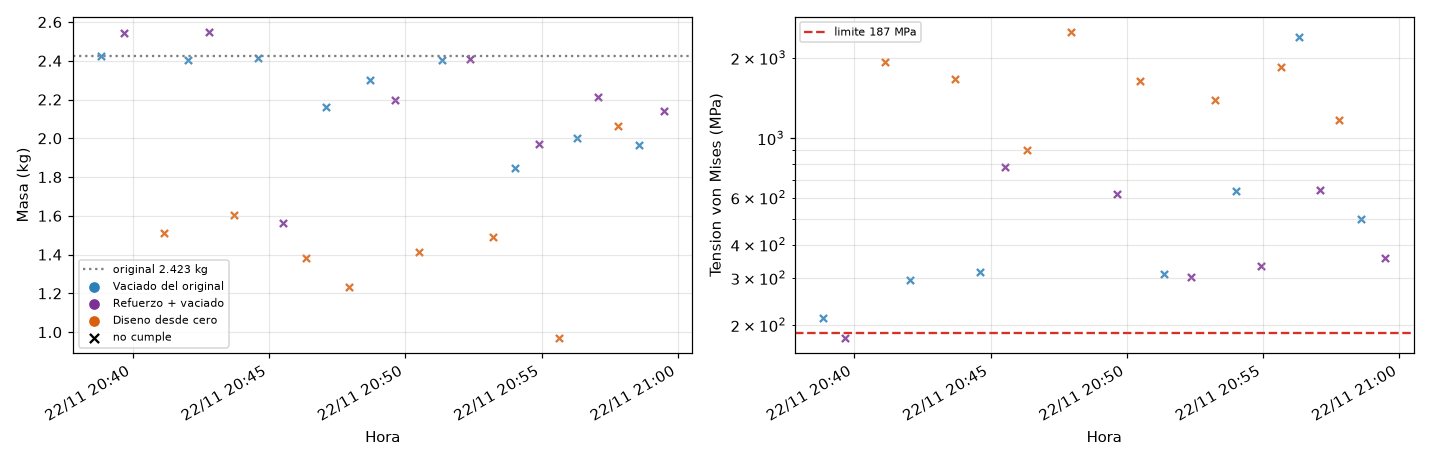 2.6
2.4
2.2
2.0
1.8
1.6
1.4
1.2
1.0
Masa (kg)
original 2.423 kg
Vaciado del original
Refuerzo + vaciado
Diseno desde cero
no cumple
22/11 20:40
22/11 20:45
22/11 20:50
22/11 20:55
22/11 21:00
Hora
limite 187 MPa
2 × 10³
10³
6 × 10²
4 × 10²
3 × 10²
2 × 10²
Tension von Mises (MPa)
22/11 20:40
22/11 20:45
22/11 20:50
22/11 20:55
22/11 21:00
Hora